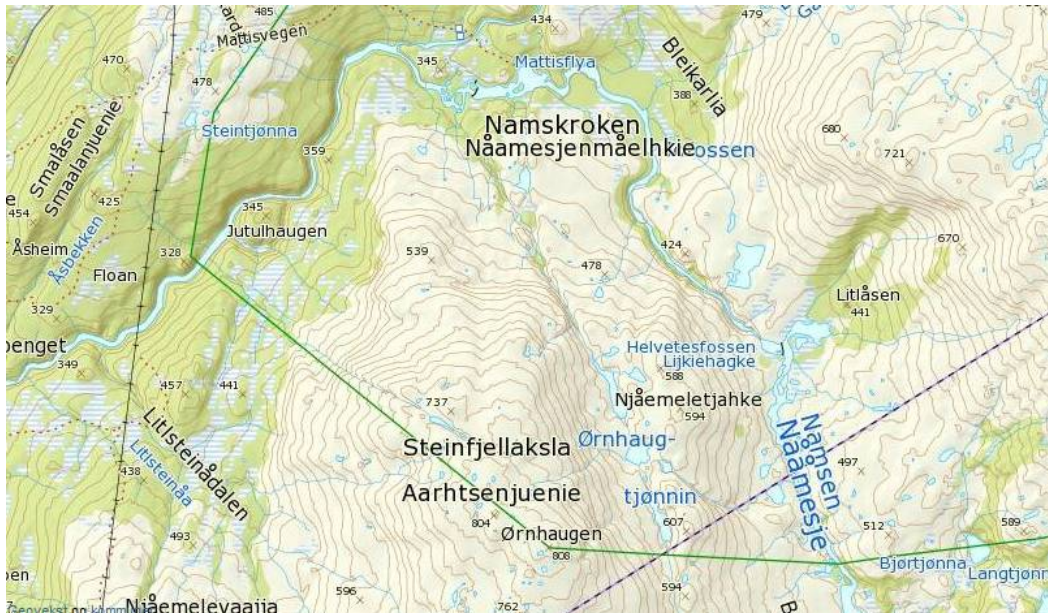 485
434
479
Mattisvegen
470
478
345
Mattisflya
Bleikarlia
388
Steintjønna
Namskroken
Nåamesjenmåelhkie
680
721
Smalåsen
Smaalanjuenie
359
454
425
345
Jutulhaugen
Åsheim
Åsbekken
328
539
424
670
478
Floan
Litlåsen
441
329
349
Helvetesfossen
Lijkiehagke
588
457
441
737
Njåemeletjahke
594
Litlsteinådalen
Litlsteinåa
Steinfjellaksla
Ørnhaug-
Namsen
Nååmesje
438
497
Aarhtsenjuenie
tjønnin
804
607
512
589
493
Ørnhaugen
808
Bjørtjønna
596
594
762
Njåemelevaajja